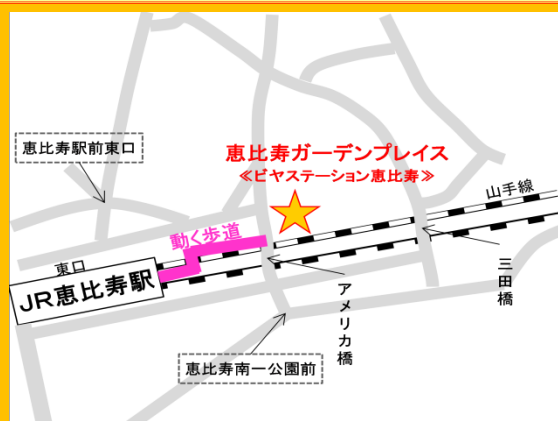 恵比寿駅前東口
恵比寿ガーデンプレイス
≪ビヤステーション恵比寿≫
山手線
動く歩道
東口
JR恵比寿駅
アメリカ橋
三田橋
恵比寿南一公園前